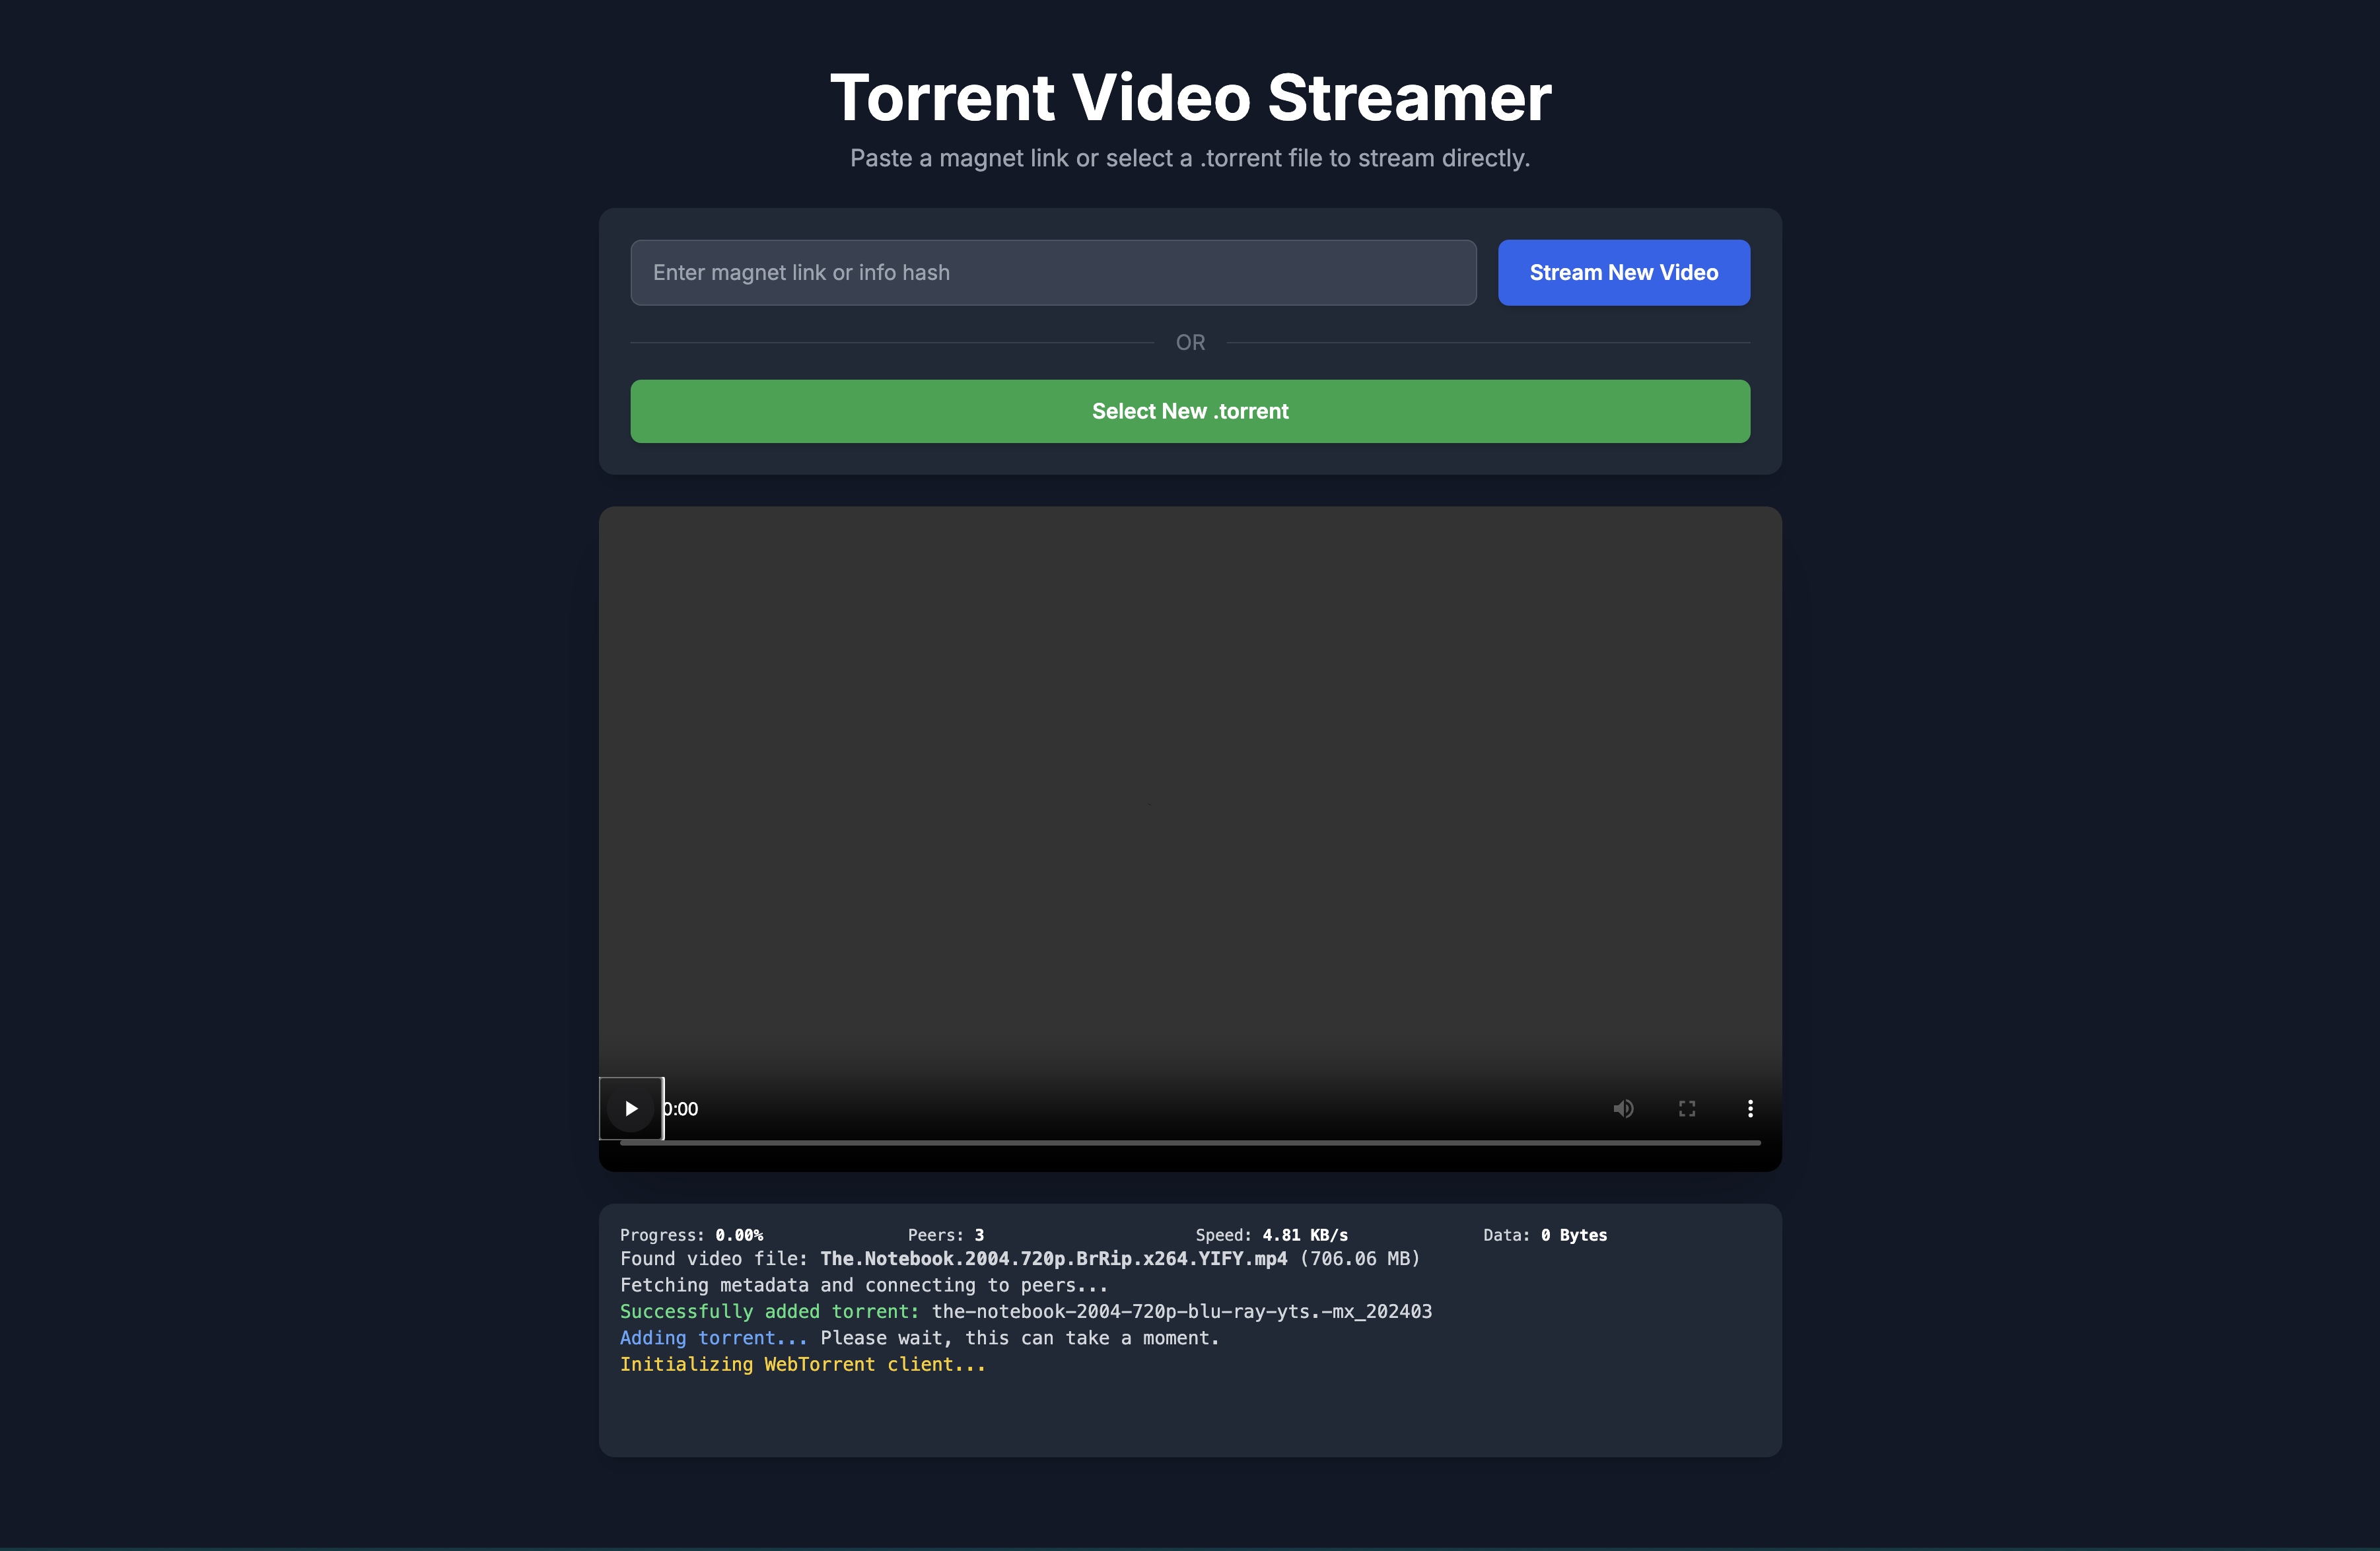 Torrent Video Streamer
Paste a magnet link or select a .torrent file to stream directly.
Enter magnet link or info hash
Stream New Video
OR
Select New .torrent
0:00
Progress: 0.00% Peers: 3 Speed: 4.81 KB/s Data: 0 Bytes
Found video file: The.Notebook.2004.720p.BrRip.x264.YIFY.mp4 (706.06 MB)
Fetching metadata and connecting to peers...
Successfully added torrent: the-notebook-2004-720p-blu-ray-yts.-mx_202403
Adding torrent... Please wait, this can take a moment.
Initializing WebTorrent client...